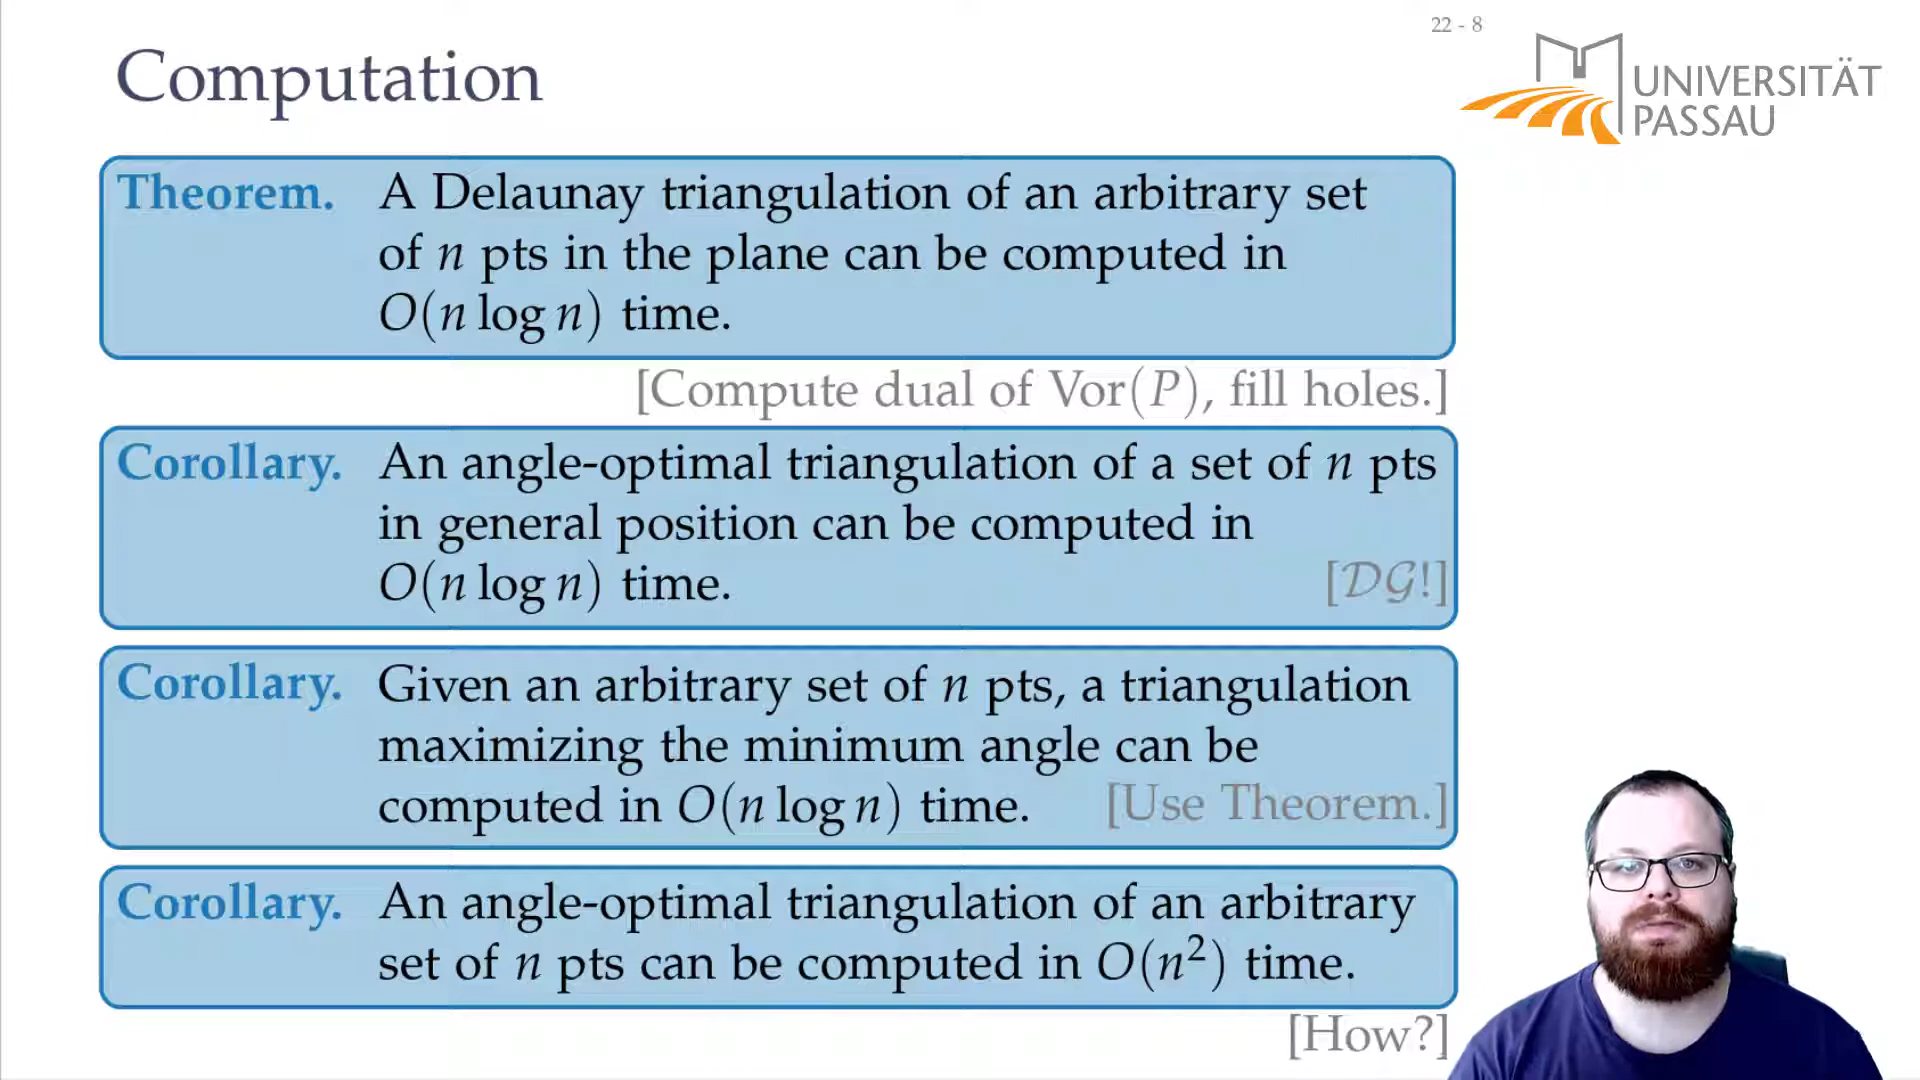 22 - 8
Computation
UNIVERSITÄT
PASSAU
Theorem. A Delaunay triangulation of an arbitrary set
of n pts in the plane can be computed in
O(n log n) time.
[Compute dual of Vor(P), fill holes.]
Corollary. An angle-optimal triangulation of a set of n pts
in general position can be computed in
O(n log n) time. [𝒟𝒢!]
Corollary. Given an arbitrary set of n pts, a triangulation
maximizing the minimum angle can be
computed in O(n log n) time. [Use Theorem.]
Corollary. An angle-optimal triangulation of an arbitrary
set of n pts can be computed in O(n²) time.
[How?]